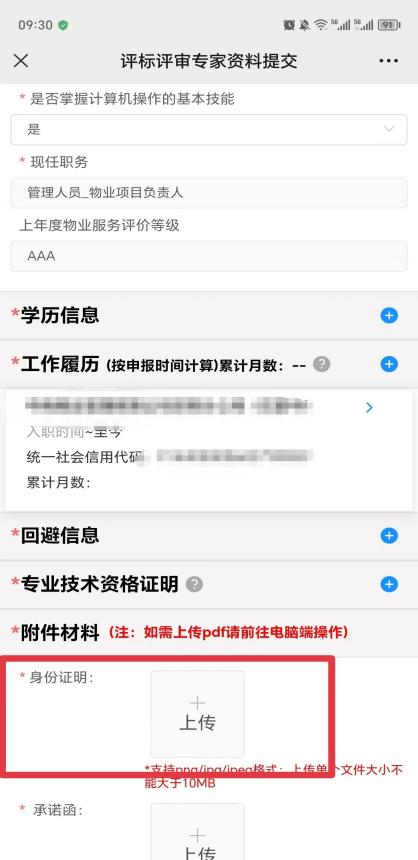 09:30
5G 5G 91
评标评审专家资料提交
* 是否掌握计算机操作的基本技能
是
* 现任职务
管理人员_物业项目负责人
上年度物业服务评价等级
AAA
*学历信息
*工作履历 (按申报时间计算)累计月数：-- ?
入职时间~至今
统一社会信用代码
累计月数：
*回避信息
*专业技术资格证明 ?
*附件材料 (注：如需上传pdf请前往电脑端操作)
* 身份证明：
上传
*支持png/jpg/jpeg格式；上传单个文件大小不
能大于10MB
* 承诺函：
上传